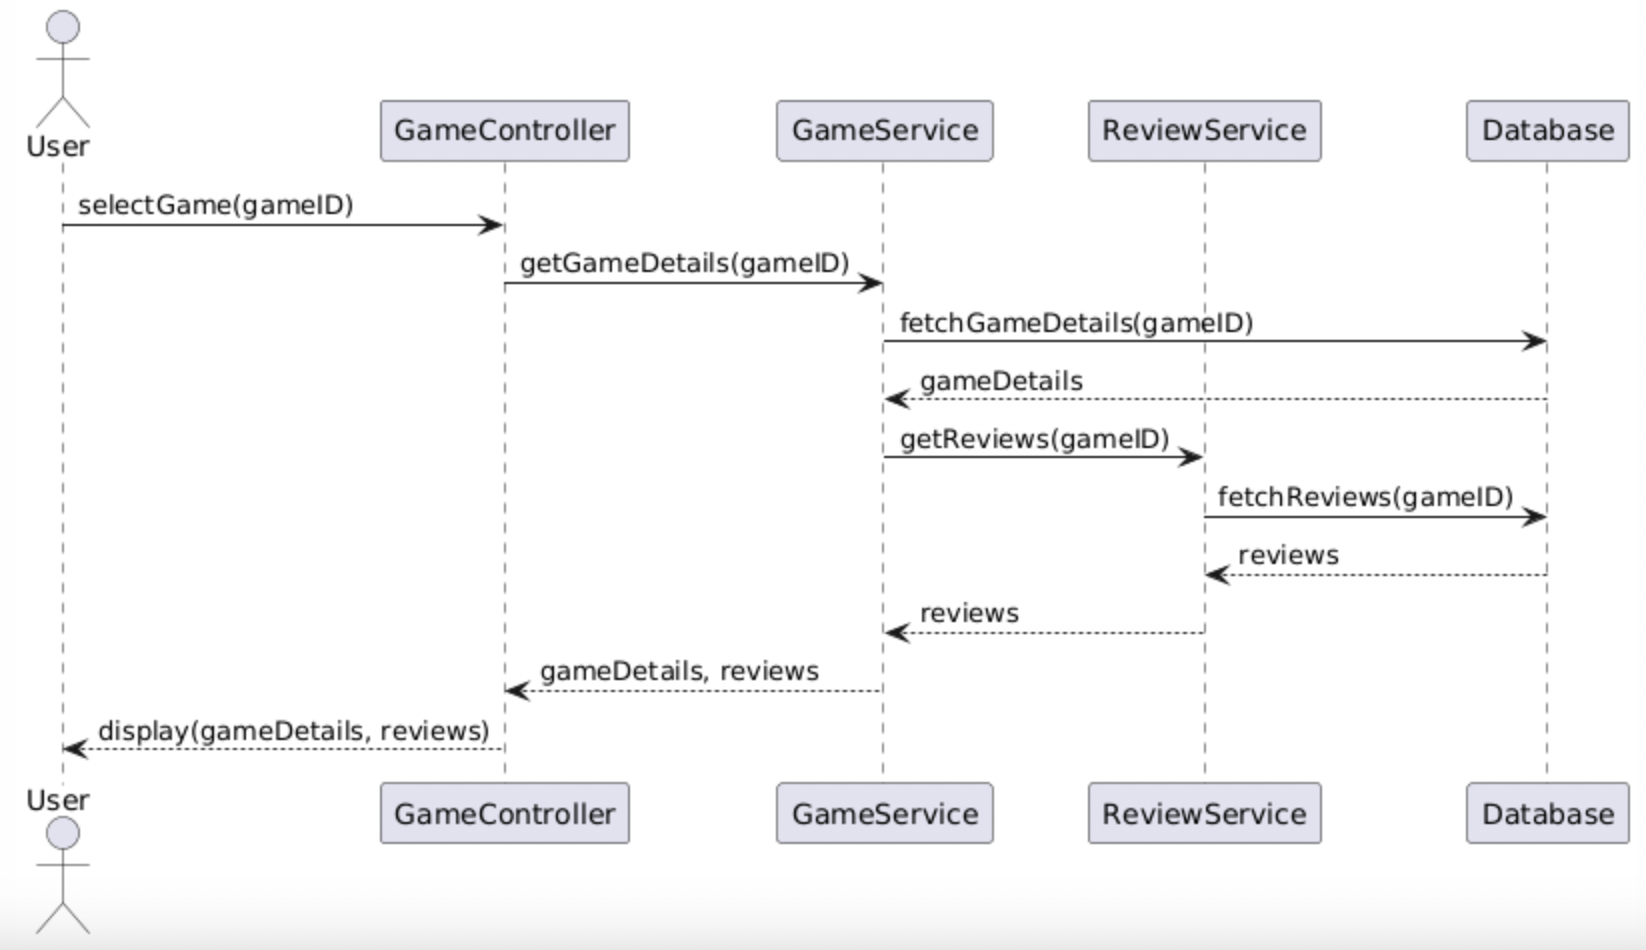 User
GameController
GameService
ReviewService
Database
selectGame(gameID)
getGameDetails(gameID)
fetchGameDetails(gameID)
gameDetails
getReviews(gameID)
fetchReviews(gameID)
reviews
reviews
gameDetails, reviews
display(gameDetails, reviews)
User
GameController
GameService
ReviewService
Database